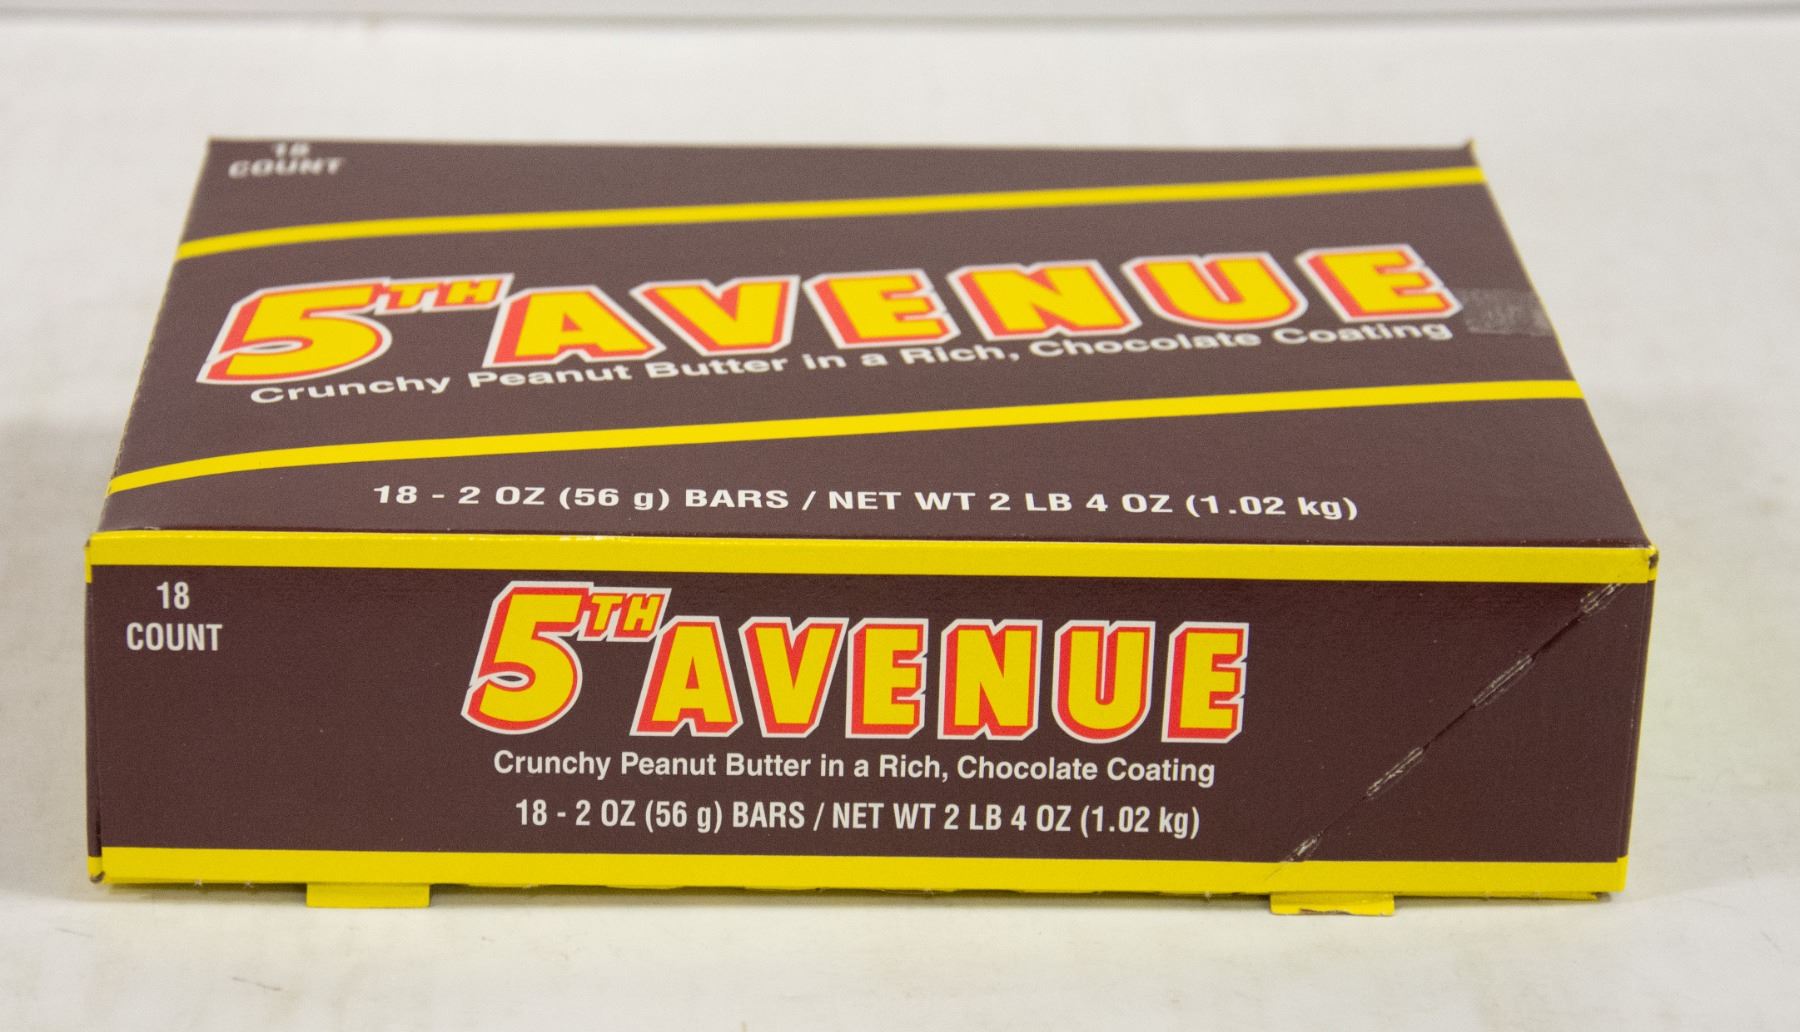 18
COUNT
5TH AVENUE
Crunchy Peanut Butter in a Rich, Chocolate Coating
18 - 2 OZ (56 g) BARS / NET WT 2 LB 4 OZ (1.02 kg)
18
COUNT
5TH AVENUE
Crunchy Peanut Butter in a Rich, Chocolate Coating
18 - 2 OZ (56 g) BARS / NET WT 2 LB 4 OZ (1.02 kg)